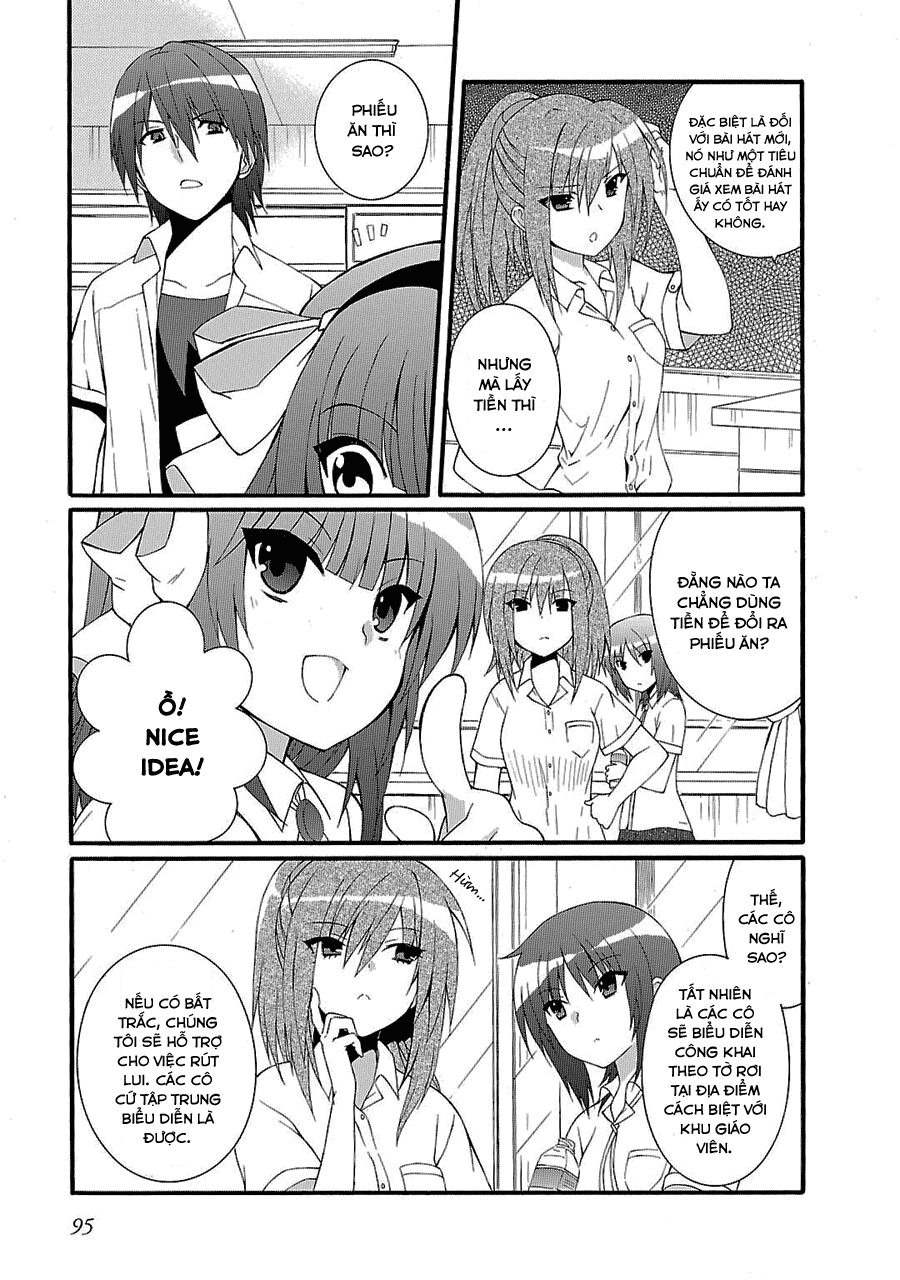 ĐẶC BIỆT LÀ ĐỐI
VỚI BÀI HÁT MỚI,
NÓ NHƯ MỘT TIÊU
CHUẨN ĐỂ ĐÁNH
GIÁ XEM BÀI HÁT
ẤY CÓ TỐT HAY
KHÔNG.
NHƯNG
MÀ LẤY
TIỀN THÌ
...
PHIẾU
ĂN THÌ
SAO?
ĐẰNG NÀO TA
CHẲNG DÙNG
TIỀN ĐỂ ĐỔI RA
PHIẾU ĂN?
Ồ!
NICE
IDEA!
THẾ,
CÁC CÔ
NGHĨ
SAO?
TẤT NHIÊN
LÀ CÁC CÔ
SẼ BIỂU DIỄN
CÔNG KHAI
THEO TỜ RƠI
TẠI ĐỊA ĐIỂM
CÁCH BIỆT VỚI
KHU GIÁO
VIÊN.
Hừm...
NẾU CÓ BẤT
TRẮC, CHÚNG
TÔI SẼ HỖ TRỢ
CHO VIỆC RÚT
LUI. CÁC CÔ
CỨ TẬP TRUNG
BIỂU DIỄN LÀ
ĐƯỢC.
95